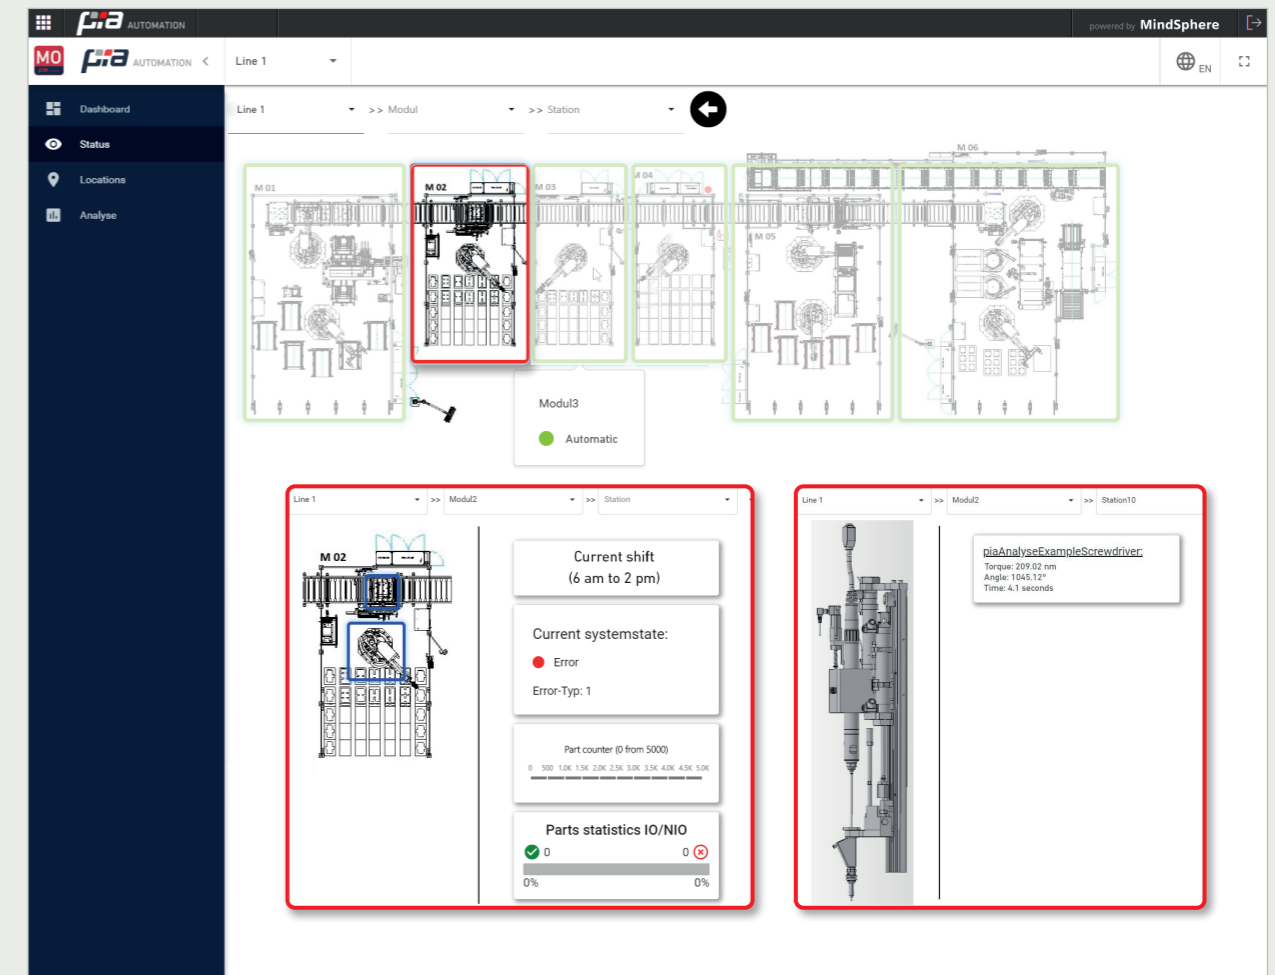 pia AUTOMATION
powered by MindSphere
MO
pia AUTOMATION
Line 1
EN
Dashboard
Status
Locations
Analyse
Line 1 >> Modul >> Station
M 06
M 01
M 02
M 03
M 04
M 05
Modul3
Automatic
Line 1 >> Modul2 >> Station
M 02
Current shift
(6 am to 2 pm)
Current systemstate:
Error
Error-Typ: 1
Part counter (0 from 5000)
0 500 1.0K 1.5K 2.0K 2.5K 3.0K 3.5K 4.0K 4.5K 5.0K
Parts statistics IO/NIO
0 0
0% 0%
Line 1 >> Modul2 >> Station10
piaAnalyseExampleScrewdriver:
Torque: 209.02 nm
Angle: 1045.12°
Time: 4.1 seconds